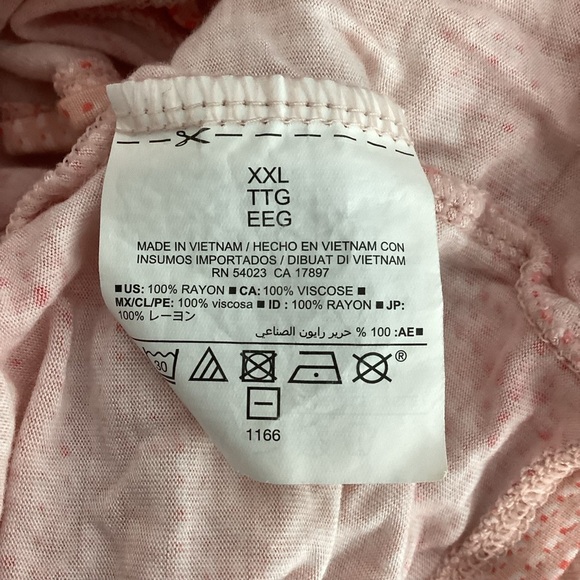 XXL
TTG
EEG
MADE IN VIETNAM / HECHO EN VIETNAM CON
INSUMOS IMPORTADOS / DIBUAT DI VIETNAM
RN 54023 CA 17897
■ US: 100% RAYON ■ CA: 100% VISCOSE ■
MX/CL/PE: 100% viscosa ■ ID : 100% RAYON ■ JP:
100% レーヨン
■ AE: 100 % حرير رايون الصناعي
30 ®
1166